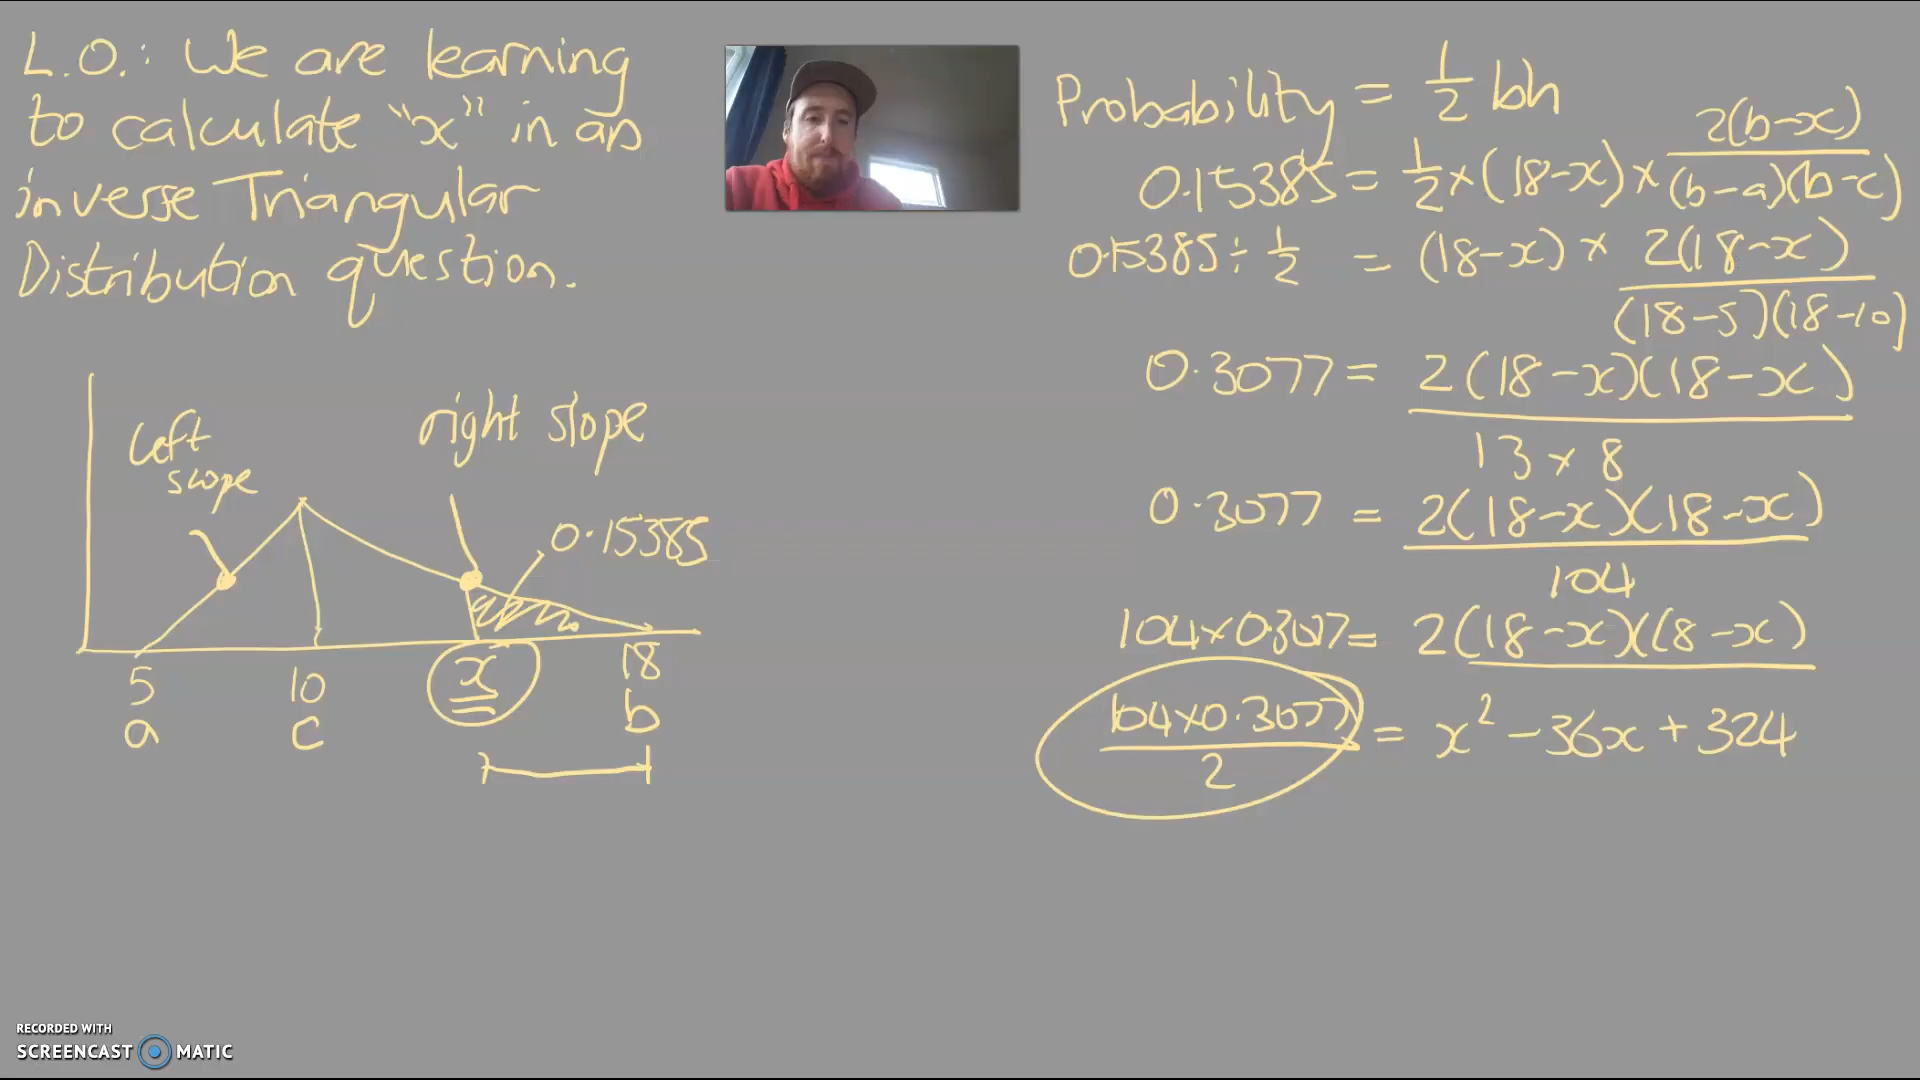 L.O.: We are learning
to calculate "x" in an
inverse Triangular
Distribution question.
left
slope
right slope
0.15385
5
10
x
18
a
c
b
Probability = 1/2 bh
0.15385 = 1/2 × (18-x) × 2(b-x)/(b-a)(b-c)
0.15385 ÷ 1/2 = (18-x) × 2(18-x)/(18-5)(18-10)
0.3077 = 2(18-x)(18-x)/13 × 8
0.3077 = 2(18-x)(18-x)/104
104×0.3077 = 2(18-x)(18-x)
104×0.3077/2 = x² - 36x + 324
RECORDED WITH
SCREENCAST MATIC